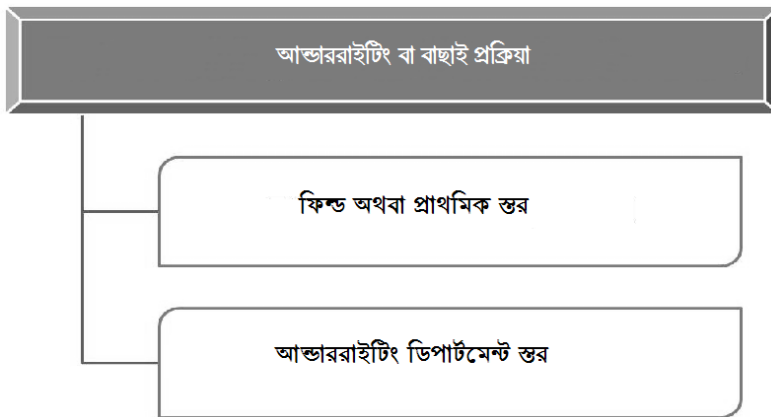 আন্ডাররাইটিং বা বাছাই প্রক্রিয়া
ফিল্ড অথবা প্রাথমিক স্তর
আন্ডাররাইটিং ডিপার্টমেন্ট স্তর